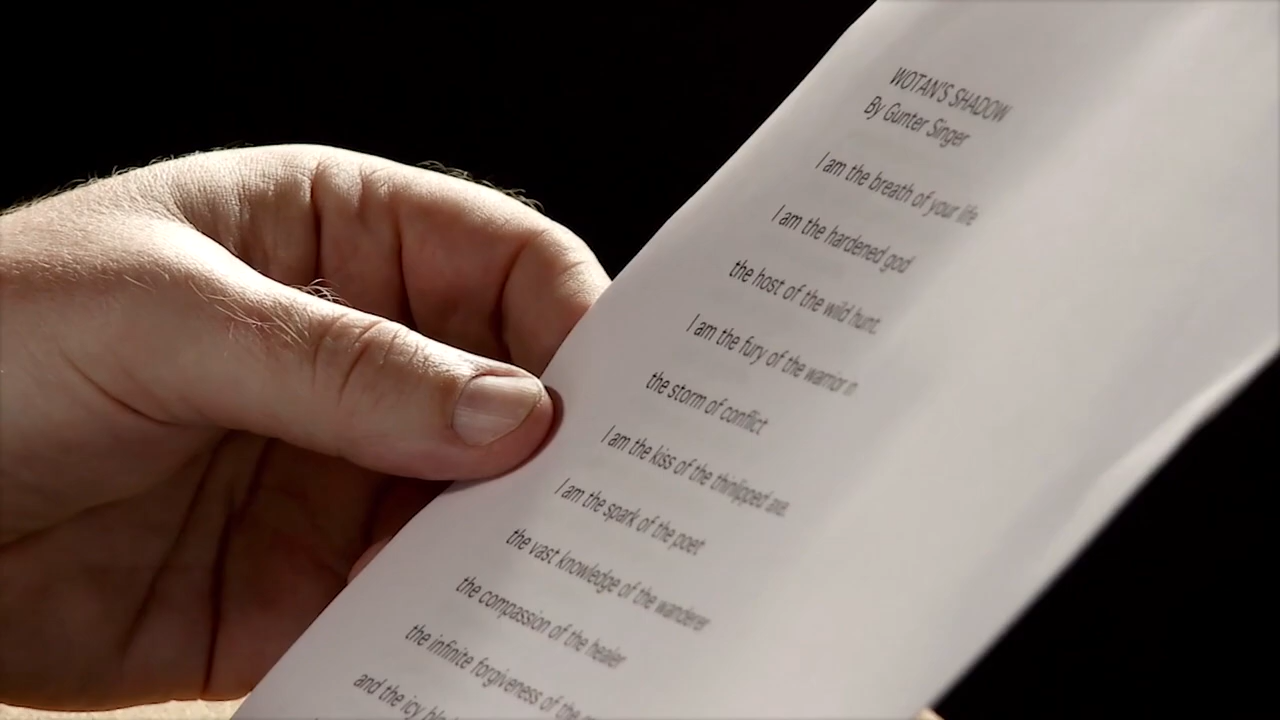 WOTAN'S SHADOW
By Gunter Singer
I am the breath of your life
I am the hardened god
the host of the wild hunt.
I am the fury of the warrior in
the storm of conflict
I am the kiss of the thinlipped axe.
I am the spark of the poet
the vast knowledge of the wanderer
the compassion of the healer
the infinite forgiveness of the
and the icy